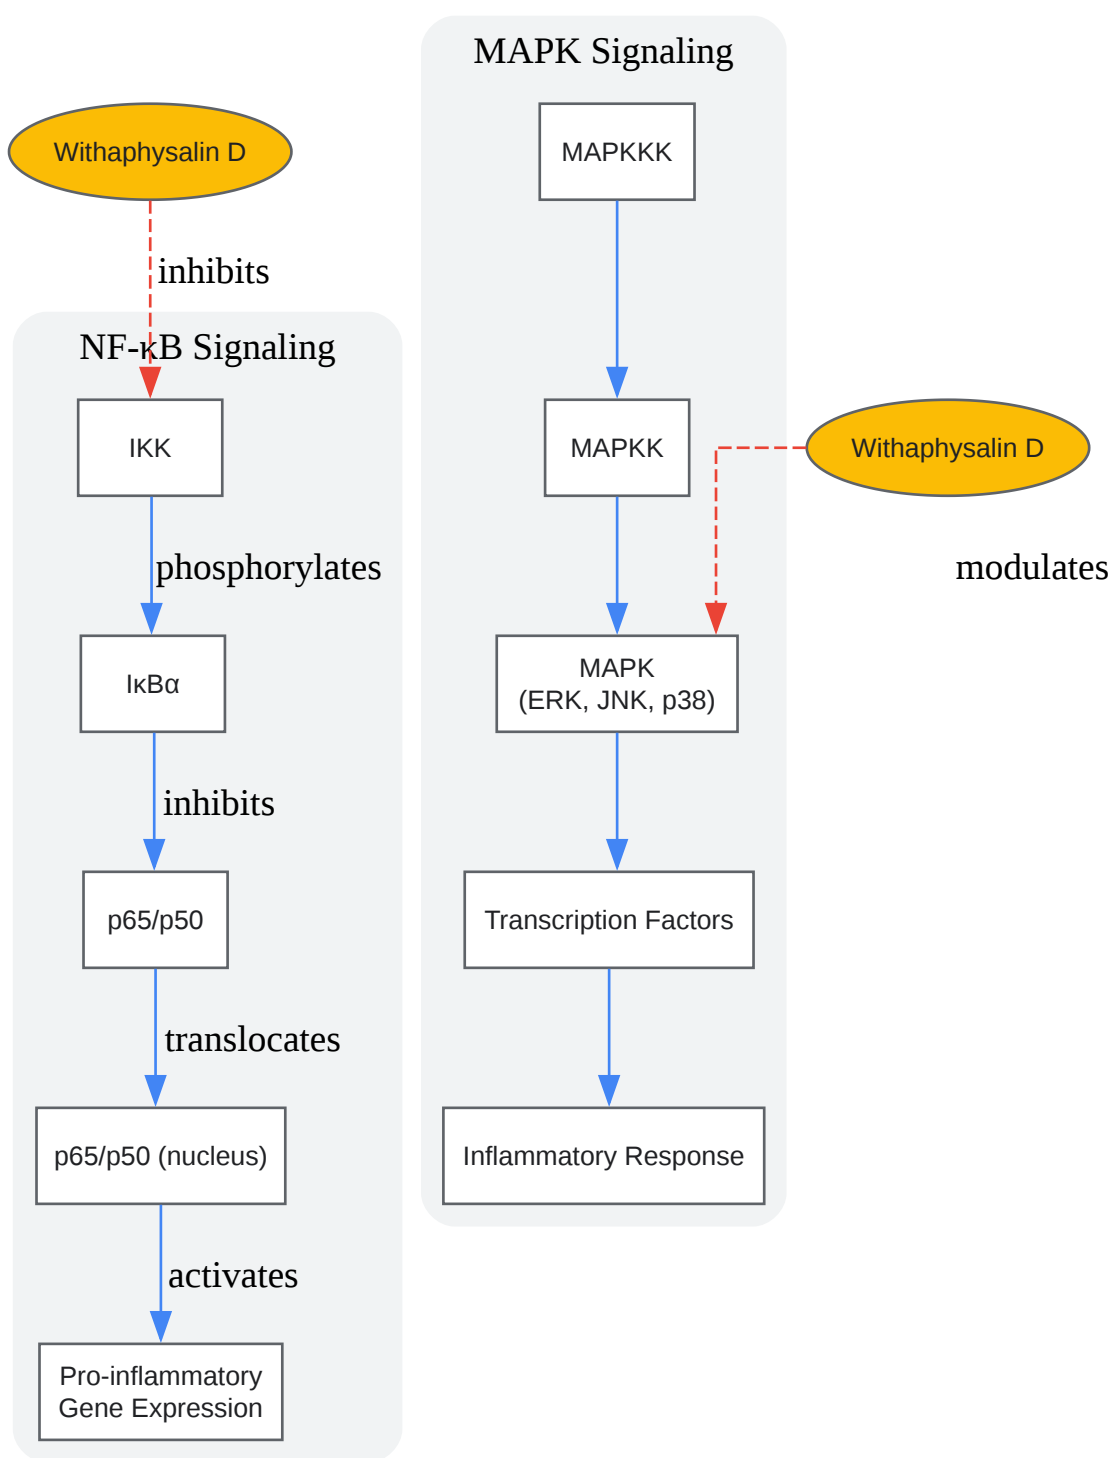 MAPK Signaling
MAPKKK
Withaphysalin D
inhibits
NF-κB Signaling
IKK
MAPKK
Withaphysalin D
phosphorylates
modulates
IκBα
MAPK
(ERK, JNK, p38)
inhibits
p65/p50
Transcription Factors
translocates
p65/p50 (nucleus)
Inflammatory Response
activates
Pro-inflammatory
Gene Expression